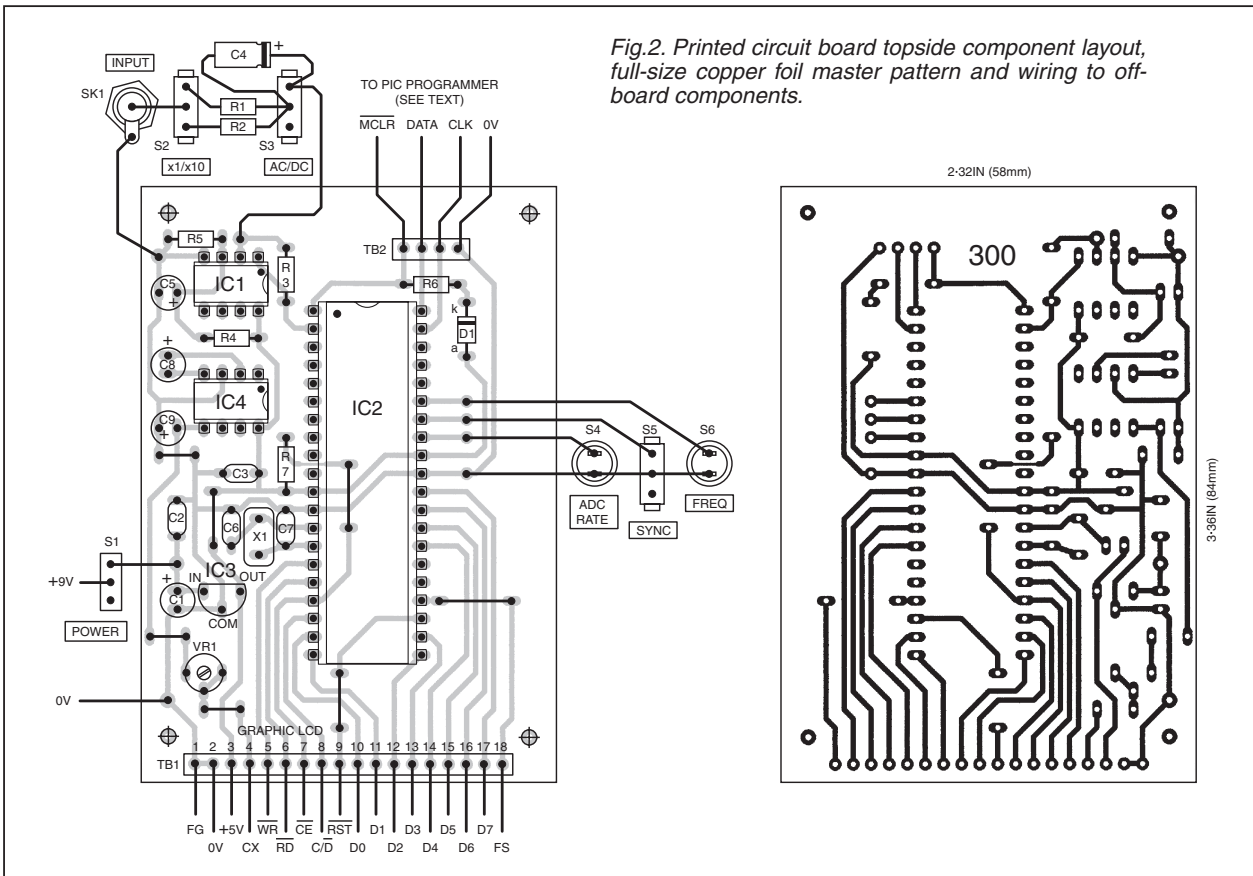 Fig.2. Printed circuit board topside component layout,
full-size copper foil master pattern and wiring to off-
board components.
INPUT
C4 +
SK1
R1
R2
S2
S3
x1/x10
AC/DC
TO PIC PROGRAMMER
(SEE TEXT)
MCLR DATA CLK 0V
TB2
R5
IC1
R3
C5
+
R4
R6
k
D1
a
+
C8
IC4
C9
+
IC2
R7
C3
C2
C6
X1
C7
S4
S5
S6
ADC
RATE
SYNC
FREQ
S1
+9V
POWER
IC3
+
IN
OUT
C1
COM
VR1
0V
GRAPHIC LCD
1 2 3 4 5 6 7 8 9 10 11 12 13 14 15 16 17 18
TB1
FG +5V WR CE RST D1 D3 D5 D7
0V CX RD C/D D0 D2 D4 D6 FS
2·32IN (58mm)
300
3·36IN (84mm)